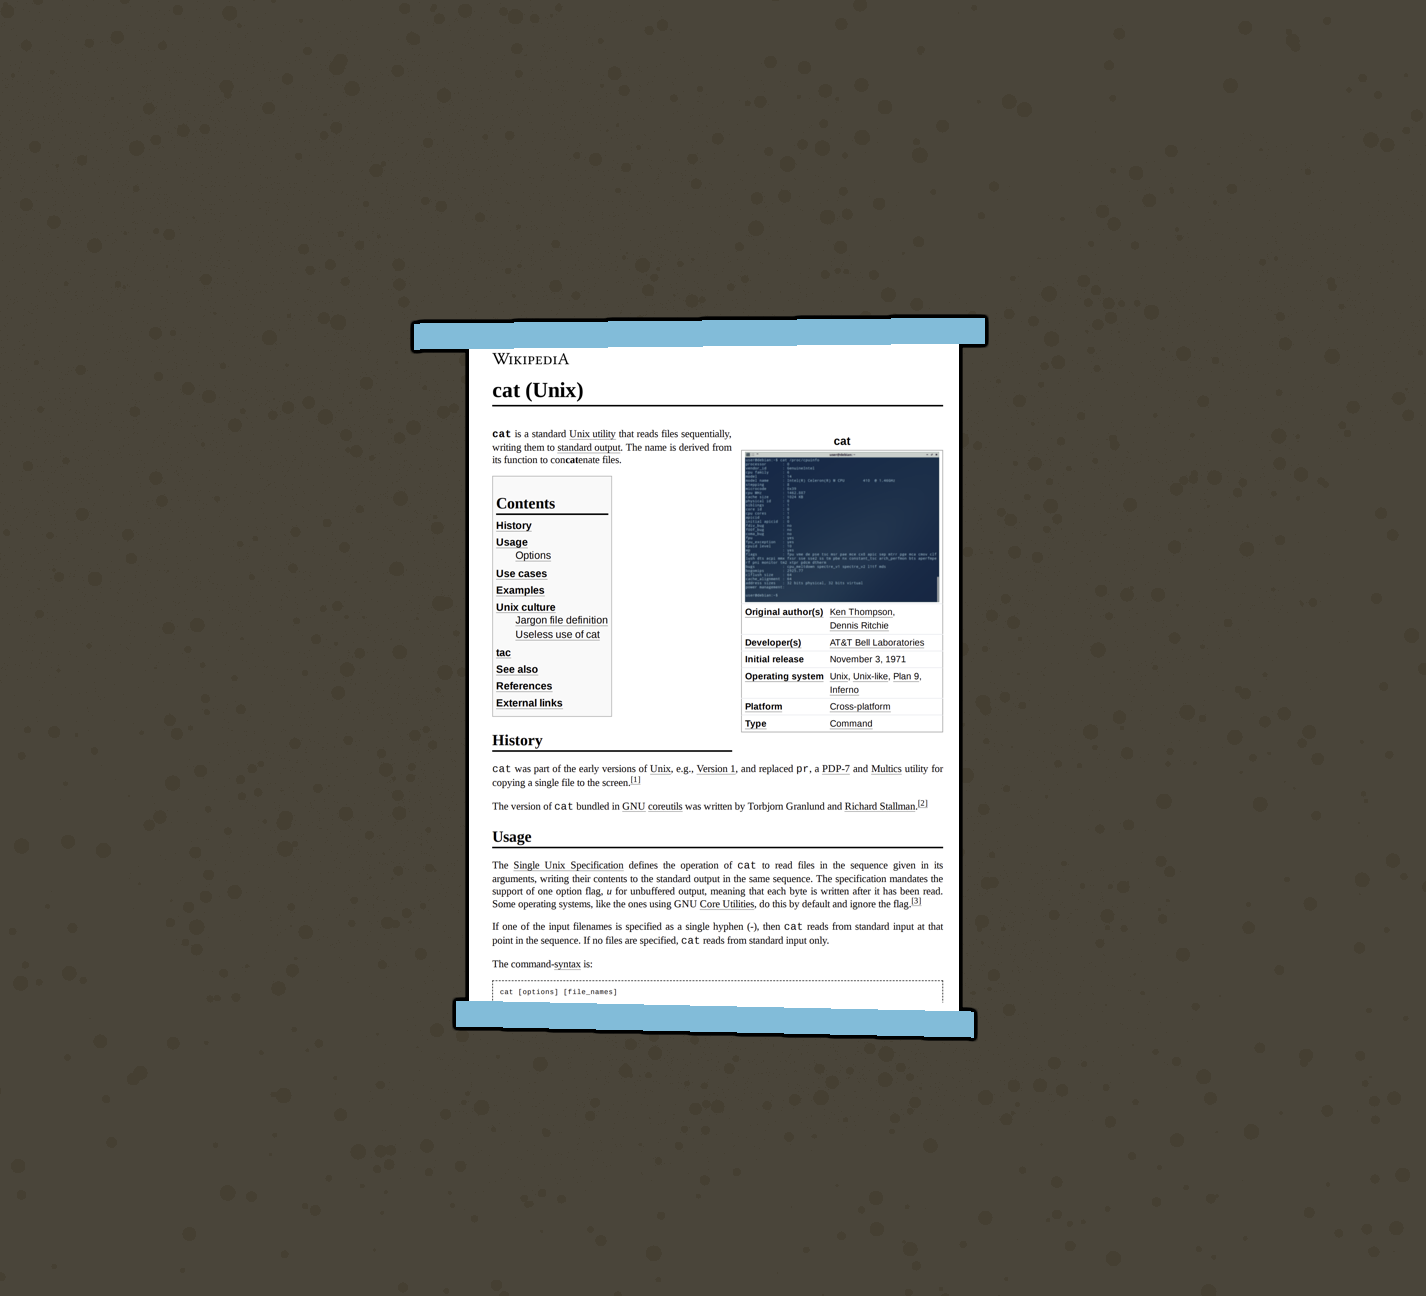 WIKIPEDIA
cat (Unix)
cat is a standard Unix utility that reads files sequentially,
writing them to standard output. The name is derived from
its function to concatenate files.
Contents
History
Usage
Options
Use cases
Examples
Unix culture
Jargon file definition
Useless use of cat
tac
See also
References
External links
cat
Original author(s) Ken Thompson,
Dennis Ritchie
Developer(s) AT&T Bell Laboratories
Initial release November 3, 1971
Operating system Unix, Unix-like, Plan 9,
Inferno
Platform Cross-platform
Type Command
History
cat was part of the early versions of Unix, e.g., Version 1, and replaced pr, a PDP-7 and Multics utility for
copying a single file to the screen.[1]
The version of cat bundled in GNU coreutils was written by Torbjorn Granlund and Richard Stallman.[2]
Usage
The Single Unix Specification defines the operation of cat to read files in the sequence given in its
arguments, writing their contents to the standard output in the same sequence. The specification mandates the
support of one option flag, u for unbuffered output, meaning that each byte is written after it has been read.
Some operating systems, like the ones using GNU Core Utilities, do this by default and ignore the flag.[3]
If one of the input filenames is specified as a single hyphen (-), then cat reads from standard input at that
point in the sequence. If no files are specified, cat reads from standard input only.
The command-syntax is:
cat [options] [file_names]